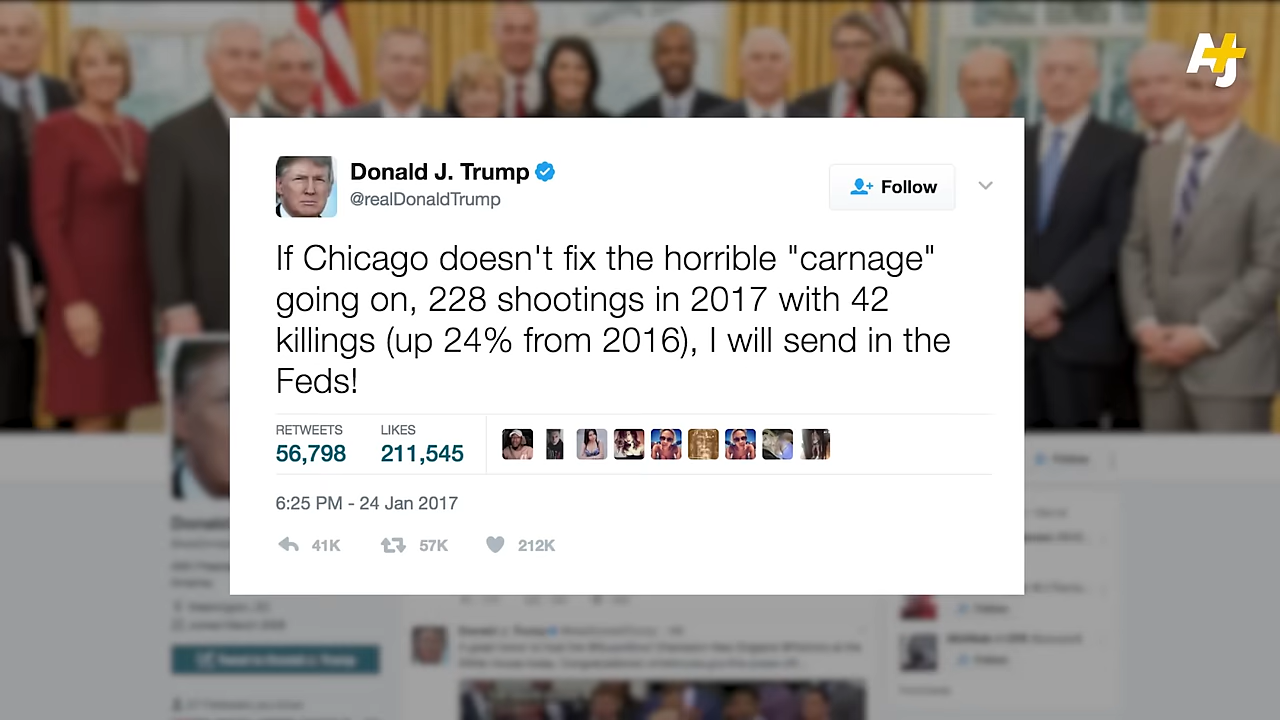 AJ+
Donald J. Trump
@realDonaldTrump
Follow
If Chicago doesn't fix the horrible "carnage"
going on, 228 shootings in 2017 with 42
killings (up 24% from 2016), I will send in the
Feds!
RETWEETS LIKES
56,798 211,545
6:25 PM - 24 Jan 2017
41K 57K 212K